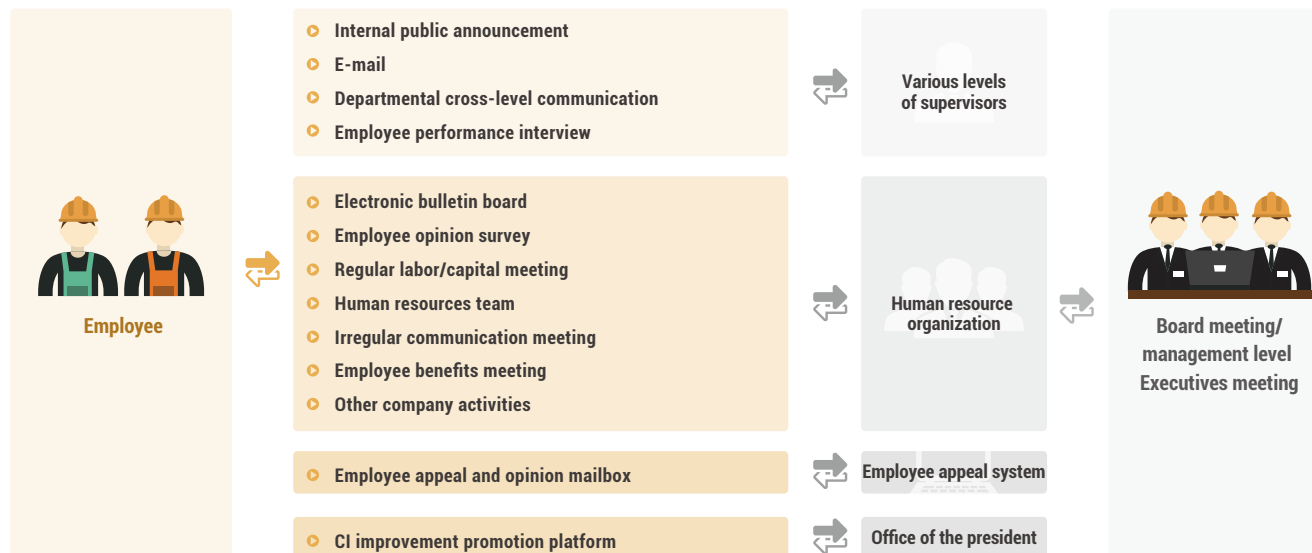 Employee
Internal public announcement
E-mail
Departmental cross-level communication
Employee performance interview
Various levels
of supervisors
Electronic bulletin board
Employee opinion survey
Regular labor/capital meeting
Human resources team
Irregular communication meeting
Employee benefits meeting
Other company activities
Human resource
organization
Employee appeal and opinion mailbox
Employee appeal system
CI improvement promotion platform
Office of the president
Board meeting/
management level
Executives meeting